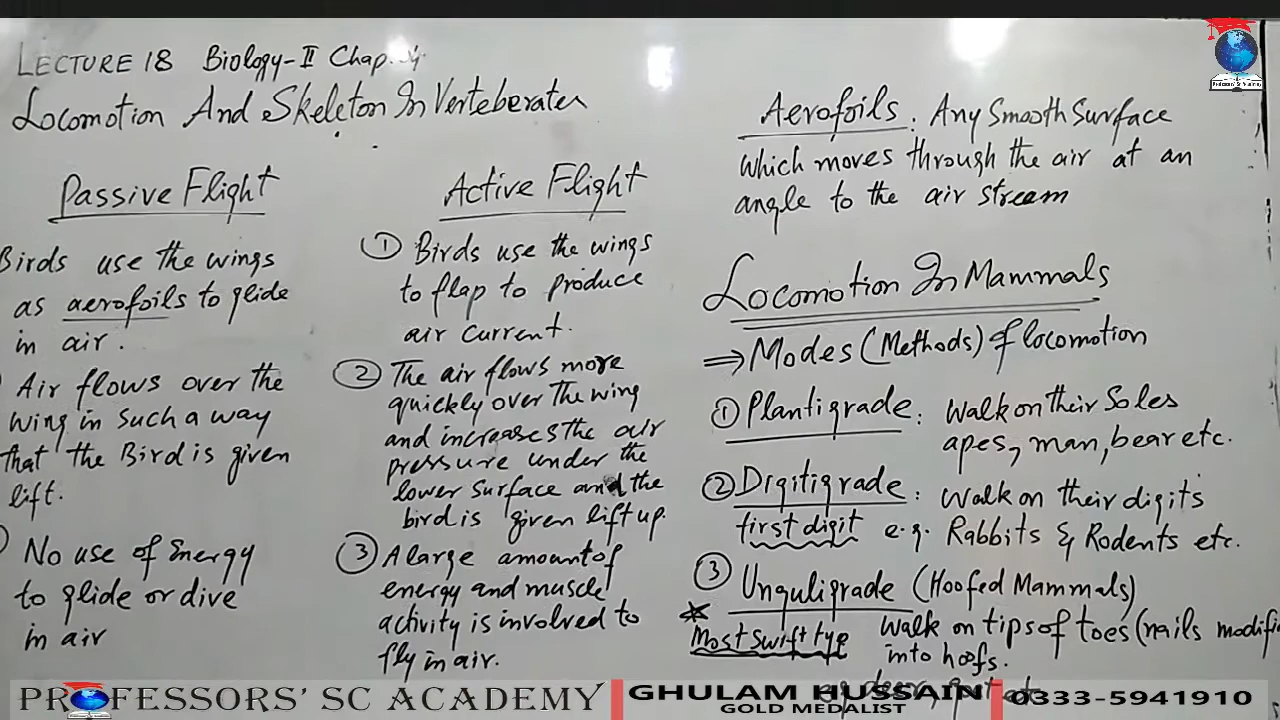 LECTURE 18 Biology-II Chap. 4
Locomotion And Skeleton In Verteberates
Passive Flight
Birds use the wings
as aerofoils to glide
in air.
Air flows over the
wing in such a way
that the Bird is given
lift.
No use of Energy
to glide or dive
in air
Active Flight
① Birds use the wings
to flap to produce
air current.
② The air flows more
quickly over the wing
and increases the air
pressure under the
lower surface and the
bird is given lift up.
③ A large amount of
energy and muscle
activity is involved to
fly in air.
Aerofoils: Any Smooth Surface
which moves through the air at an
angle to the air stream
Locomotion In Mammals
⇒ Modes (Methods) of locomotion
① Plantigrade: Walk on their Soles
apes, man, bear etc.
② Digitigrade: Walk on their digits
first digit e.g. Rabbits & Rodents etc.
③ Unguligrade (Hoofed Mammals)
* Most swift type walk on tips of toes (nails modifi
into hoofs.
deer, goat etc
PROFESSORS' SC ACADEMY
GHULAM HUSSAIN
GOLD MEDALIST
0333-5941910